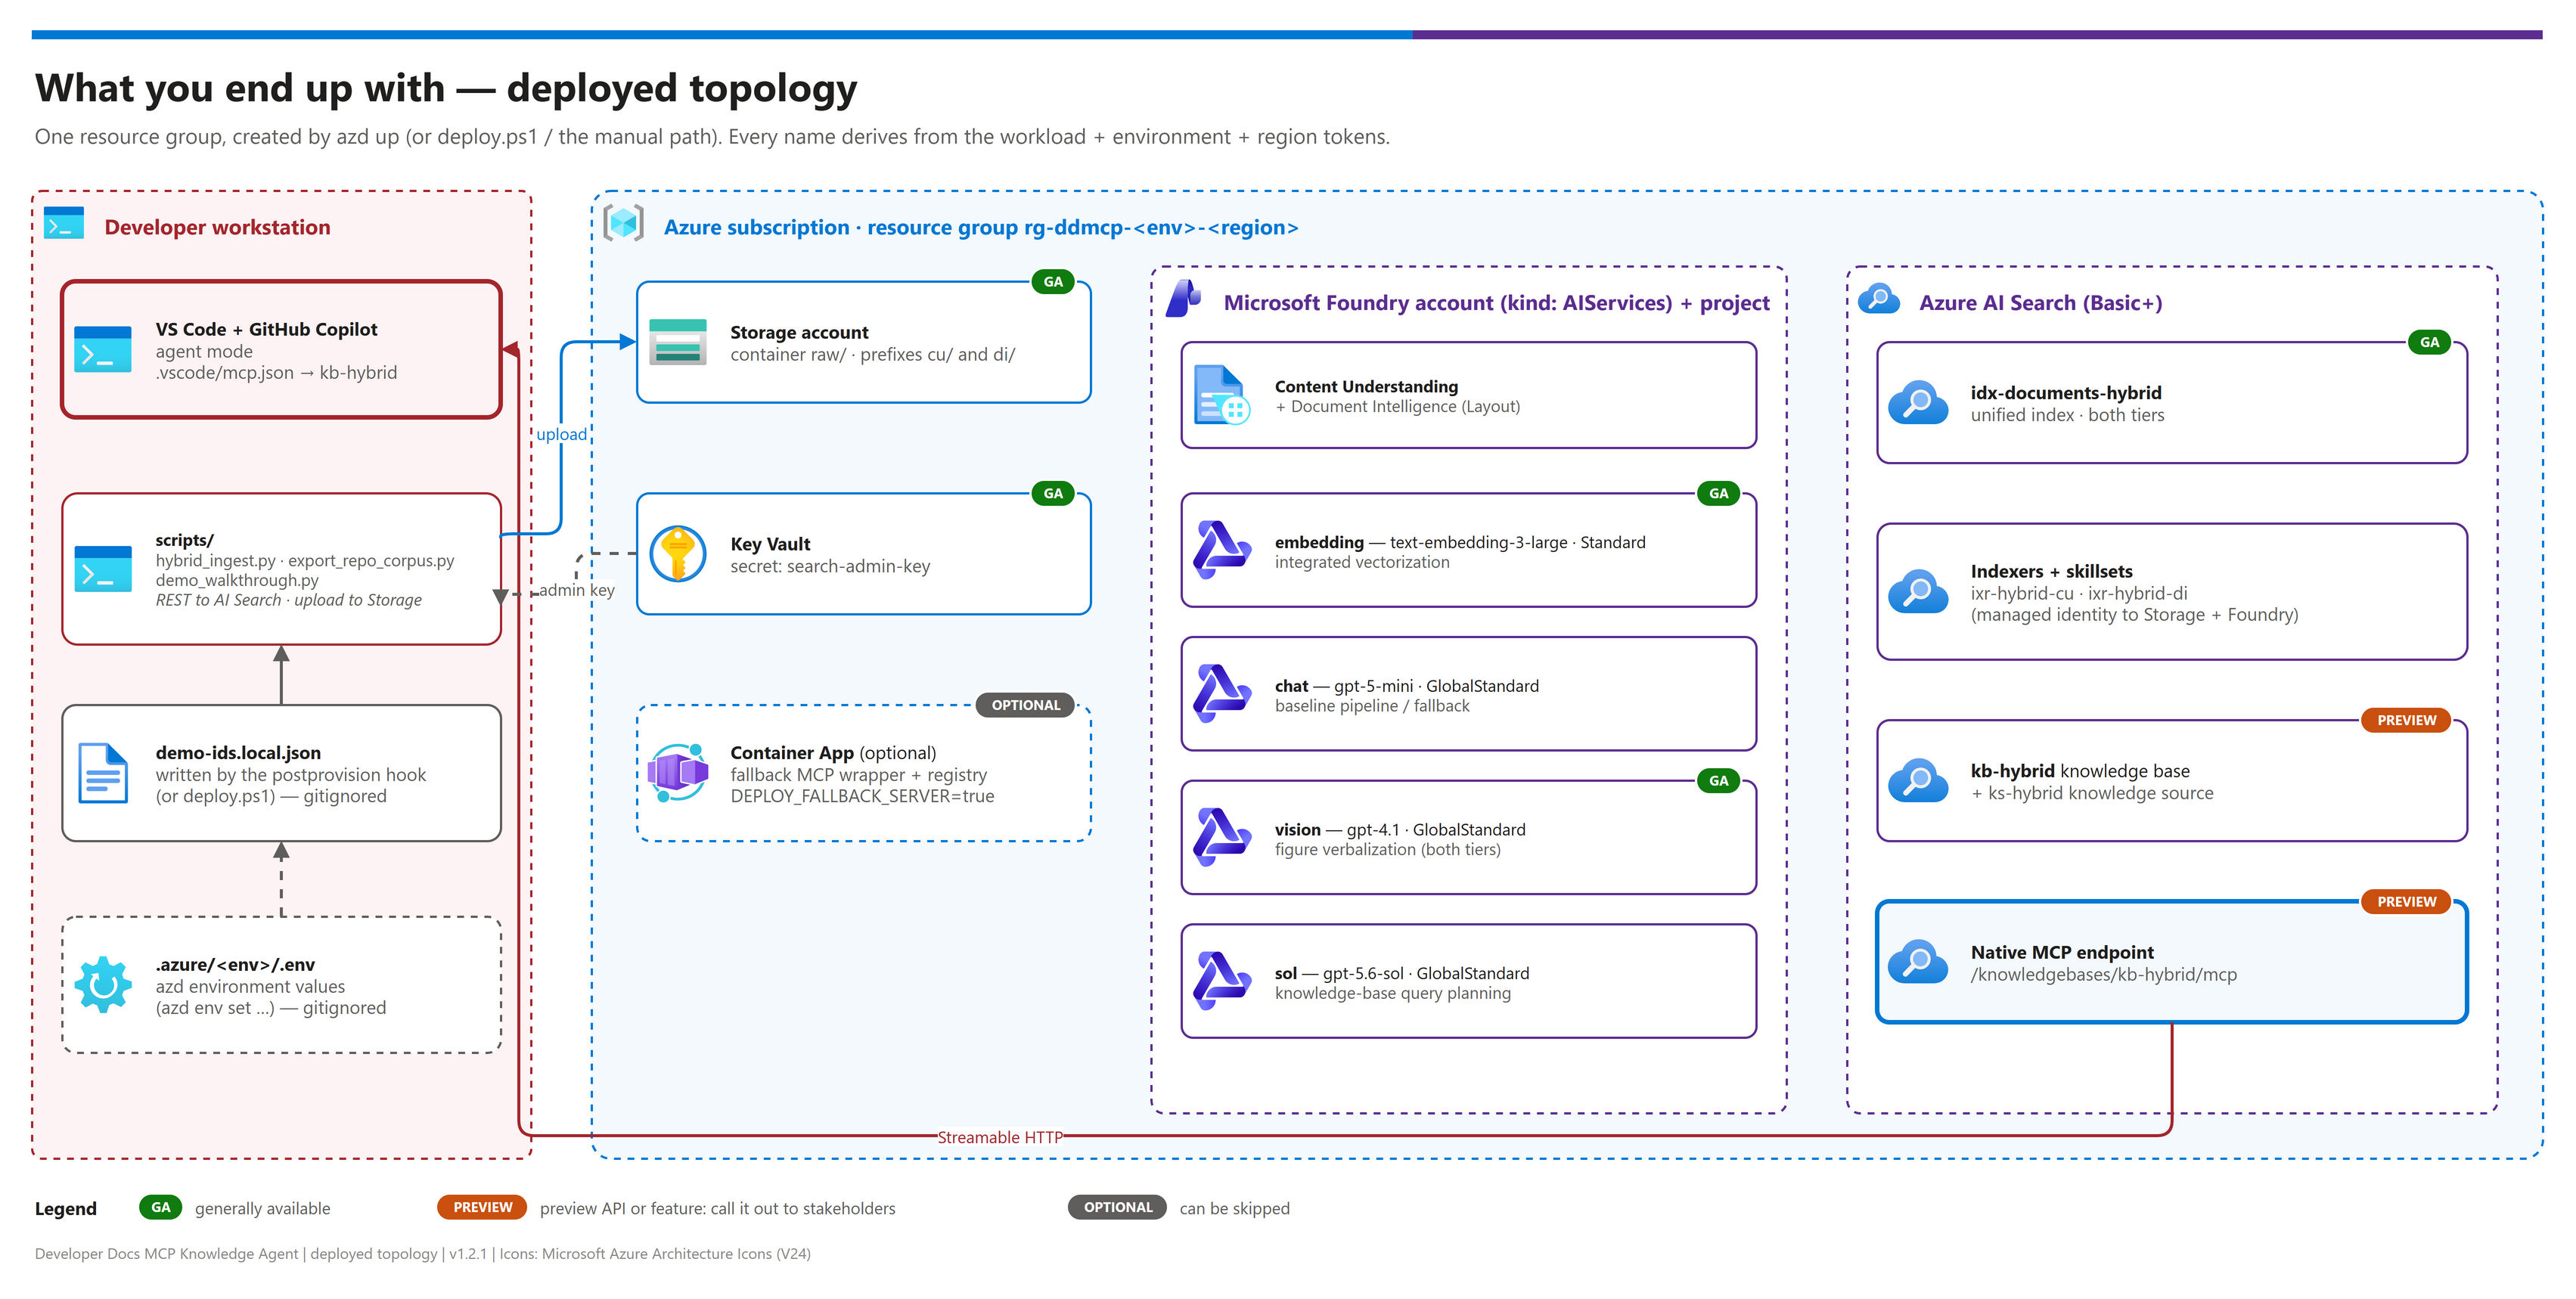 What you end up with — deployed topology
One resource group, created by azd up (or deploy.ps1 / the manual path). Every name derives from the workload + environment + region tokens.
Developer workstation
VS Code + GitHub Copilot
agent mode
.vscode/mcp.json → kb-hybrid
scripts/
hybrid_ingest.py · export_repo_corpus.py
demo_walkthrough.py
REST to AI Search · upload to Storage
demo-ids.local.json
written by the postprovision hook
(or deploy.ps1) — gitignored
.azure/<env>/.env
azd environment values
(azd env set ...) — gitignored
upload
admin key
Azure subscription · resource group rg-ddmcp-<env>-<region>
GA
Storage account
container raw/ · prefixes cu/ and di/
GA
Key Vault
secret: search-admin-key
OPTIONAL
Container App (optional)
fallback MCP wrapper + registry
DEPLOY_FALLBACK_SERVER=true
Microsoft Foundry account (kind: AIServices) + project
Content Understanding
+ Document Intelligence (Layout)
GA
embedding — text-embedding-3-large · Standard
integrated vectorization
chat — gpt-5-mini · GlobalStandard
baseline pipeline / fallback
GA
vision — gpt-4.1 · GlobalStandard
figure verbalization (both tiers)
sol — gpt-5.6-sol · GlobalStandard
knowledge-base query planning
Azure AI Search (Basic+)
GA
idx-documents-hybrid
unified index · both tiers
Indexers + skillsets
ixr-hybrid-cu · ixr-hybrid-di
(managed identity to Storage + Foundry)
PREVIEW
kb-hybrid knowledge base
+ ks-hybrid knowledge source
PREVIEW
Native MCP endpoint
/knowledgebases/kb-hybrid/mcp
Streamable HTTP
Legend
GA generally available
PREVIEW preview API or feature: call it out to stakeholders
OPTIONAL can be skipped
Developer Docs MCP Knowledge Agent | deployed topology | v1.2.1 | Icons: Microsoft Azure Architecture Icons (V24)